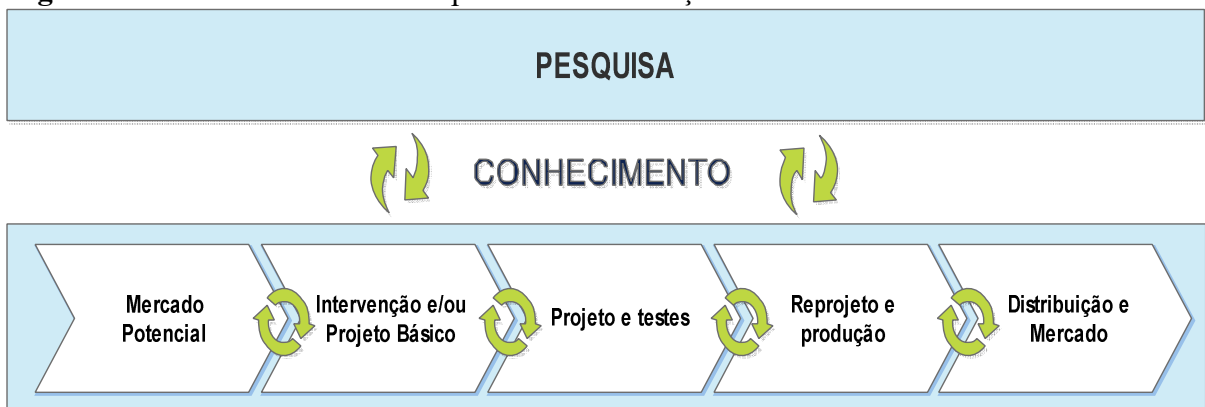 PESQUISA
CONHECIMENTO
Mercado
Potencial
Intervenção e/ou
Projeto Básico
Projeto e testes
Reprojeto e
produção
Distribuição e
Mercado